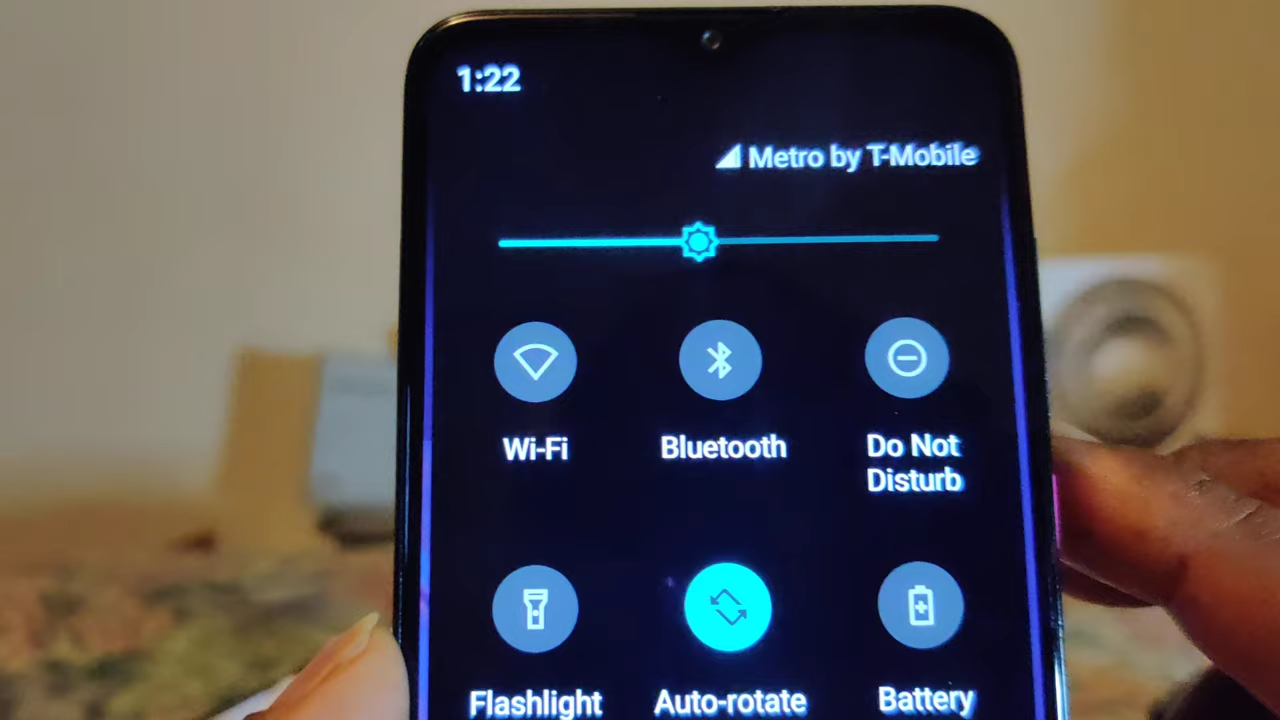 1:22
Metro by T-Mobile
Wi-Fi
Bluetooth
Do Not
Disturb
Flashlight
Auto-rotate
Battery